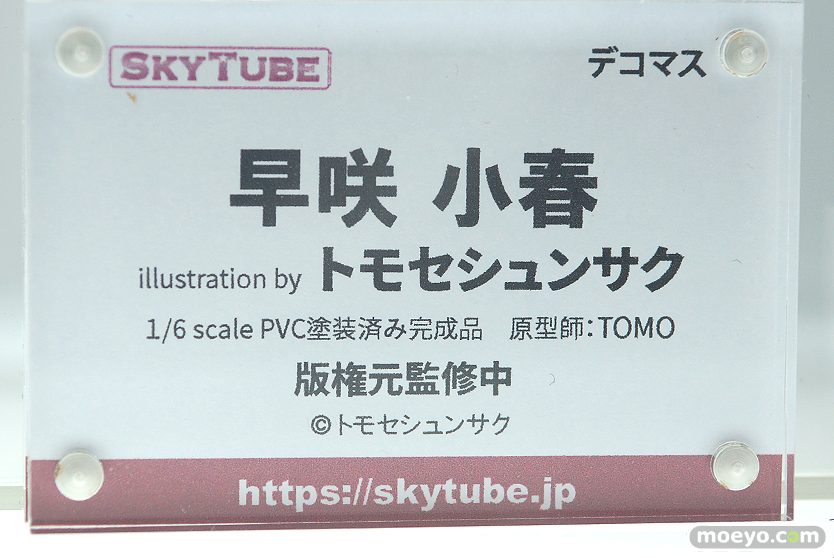 SKYTUBE
デコマス
早咲 小春
illustration by トモセシュンサク
1/6 scale PVC塗装済み完成品　原型師：TOMO
版権元監修中
©トモセシュンサク
https://skytube.jp
moeyo.com